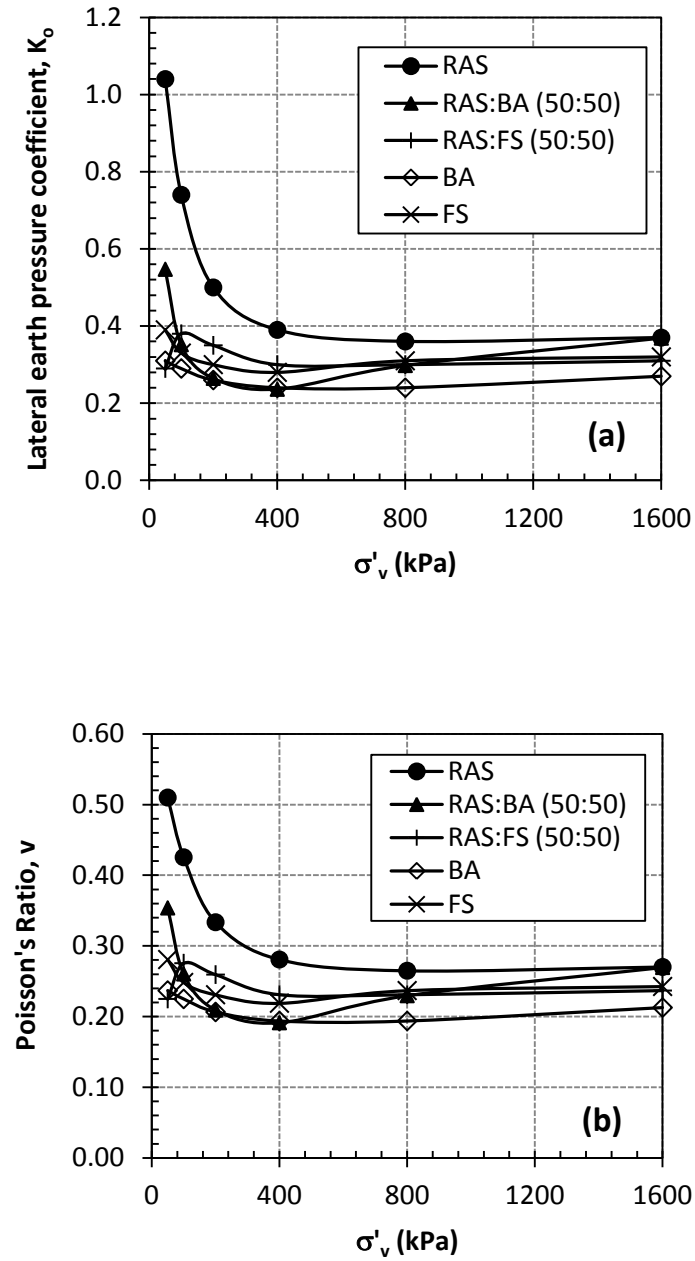 Lateral earth pressure coefficient, Kₒ
1.2
1.0
0.8
0.6
0.4
0.2
0.0
RAS
RAS:BA (50:50)
RAS:FS (50:50)
BA
FS
(a)
0 400 800 1200 1600
σ'ᵥ (kPa)
Poisson's Ratio, v
0.60
0.50
0.40
0.30
0.20
0.10
0.00
RAS
RAS:BA (50:50)
RAS:FS (50:50)
BA
FS
(b)
0 400 800 1200 1600
σ'ᵥ (kPa)